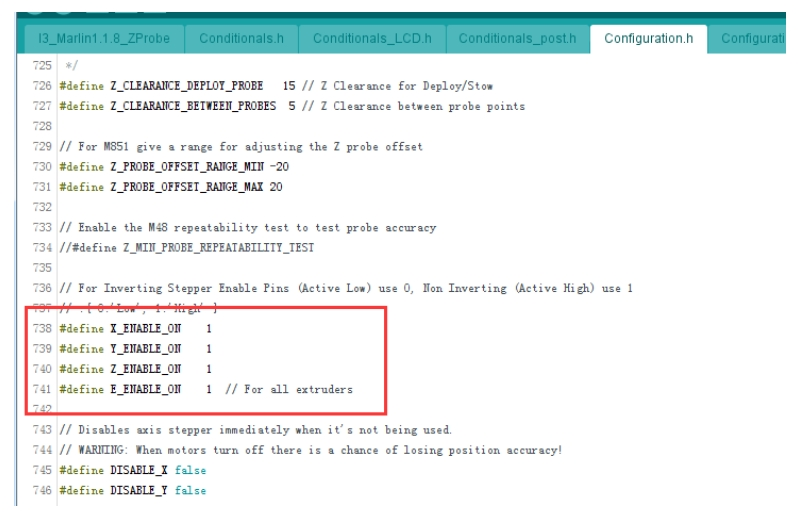 I3_Marlin1.1.8_ZProbe Conditionals.h Conditionals_LCD.h Conditionals_post.h Configuration.h Configurati
725 */
726 #define Z_CLEARANCE_DEPLOY_PROBE 15 // Z Clearance for Deploy/Stow
727 #define Z_CLEARANCE_BETWEEN_PROBES 5 // Z Clearance between probe points
728
729 // For M851 give a range for adjusting the Z probe offset
730 #define Z_PROBE_OFFSET_RANGE_MIN -20
731 #define Z_PROBE_OFFSET_RANGE_MAX 20
732
733 // Enable the M48 repeatability test to test probe accuracy
734 //#define Z_MIN_PROBE_REPEATABILITY_TEST
735
736 // For Inverting Stepper Enable Pins (Active Low) use 0, Non Inverting (Active High) use 1
737 // :{ 0:'Low', 1:'High' }
738 #define X_ENABLE_ON 1
739 #define Y_ENABLE_ON 1
740 #define Z_ENABLE_ON 1
741 #define E_ENABLE_ON 1 // For all extruders
742
743 // Disables axis stepper immediately when it's not being used.
744 // WARNING: When motors turn off there is a chance of losing position accuracy!
745 #define DISABLE_X false
746 #define DISABLE_Y false